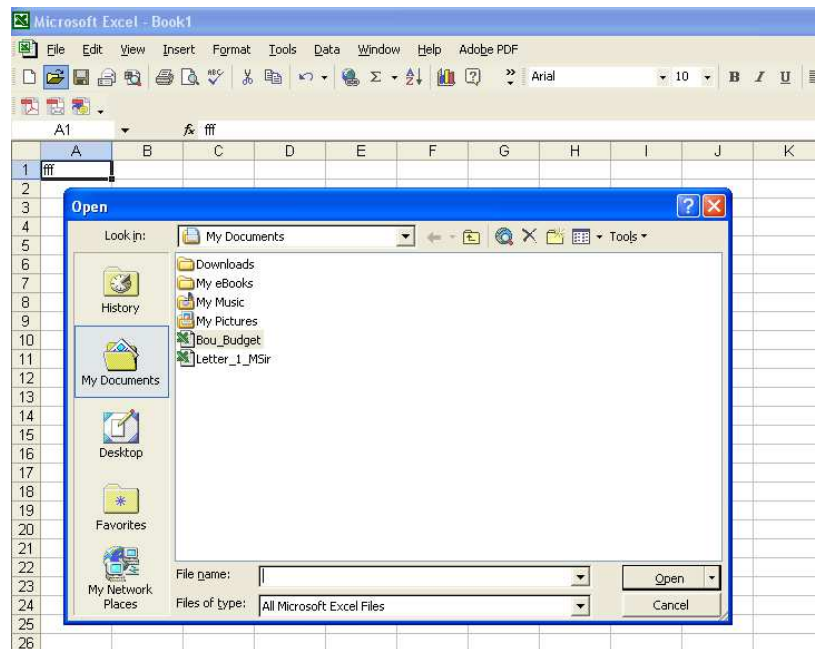 Microsoft Excel - Book1
File Edit View Insert Format Tools Data Window Help Adobe PDF
Arial 10 B I U
A1 fx fff
A B C D E F G H I J K
1 fff
2
3
4
5
6
7
8
9
10
11
12
13
14
15
16
17
18
19
20
21
22
23
24
25
26
Open
Look in: My Documents Tools
History
My Documents
Desktop
Favorites
My Network
Places
Downloads
My eBooks
My Music
My Pictures
Bou_Budget
Letter_1_MSir
File name: Open
Files of type: All Microsoft Excel Files Cancel